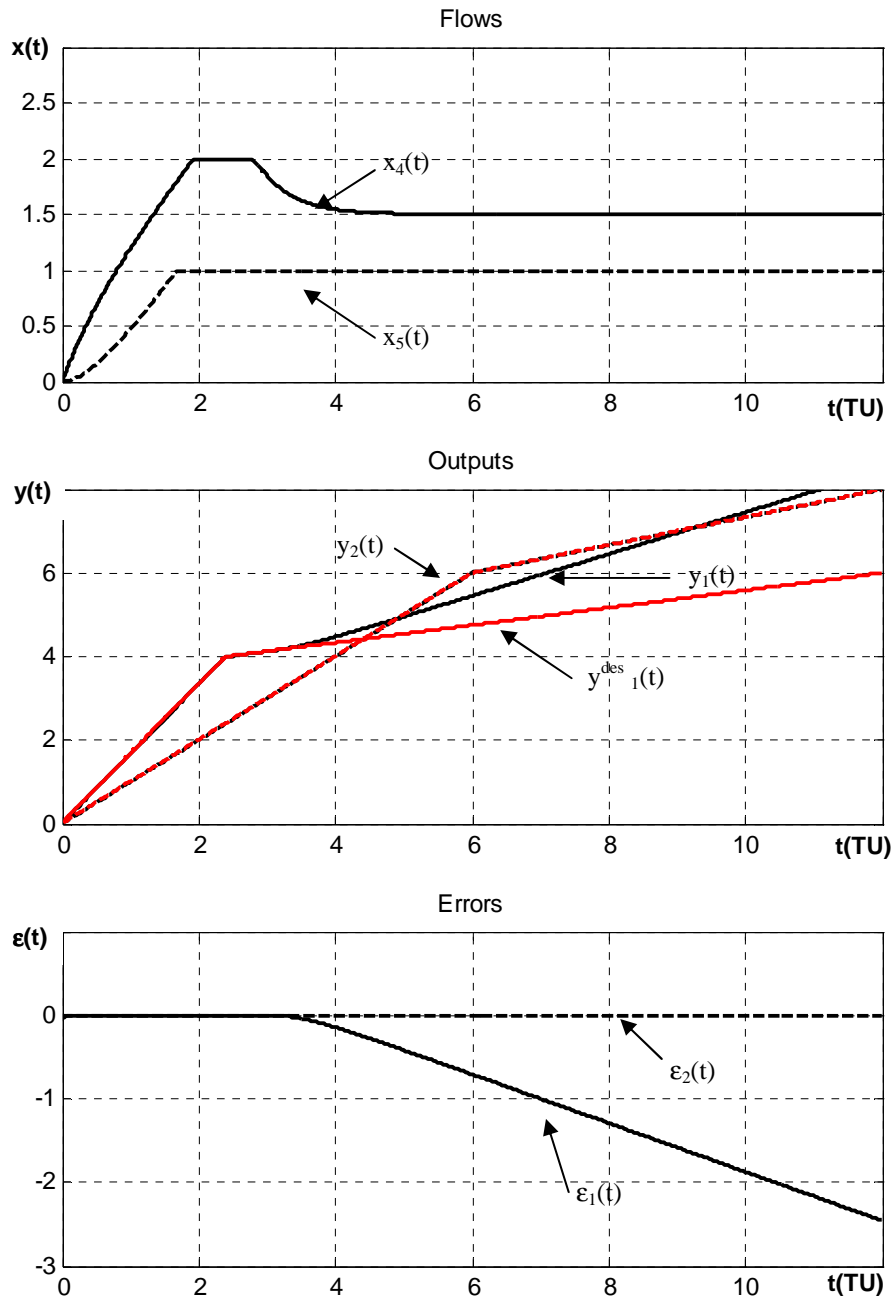 Flows
x(t)
2.5
2
1.5
1
0.5
0
x₄(t)
x₅(t)
0 2 4 6 8 10
t(TU)
Outputs
y(t)
6
4
2
0
y₂(t)
y₁(t)
y^des ₁(t)
0 2 4 6 8 10
t(TU)
Errors
ε(t)
0
-1
-2
-3
ε₂(t)
ε₁(t)
0 2 4 6 8 10
t(TU)